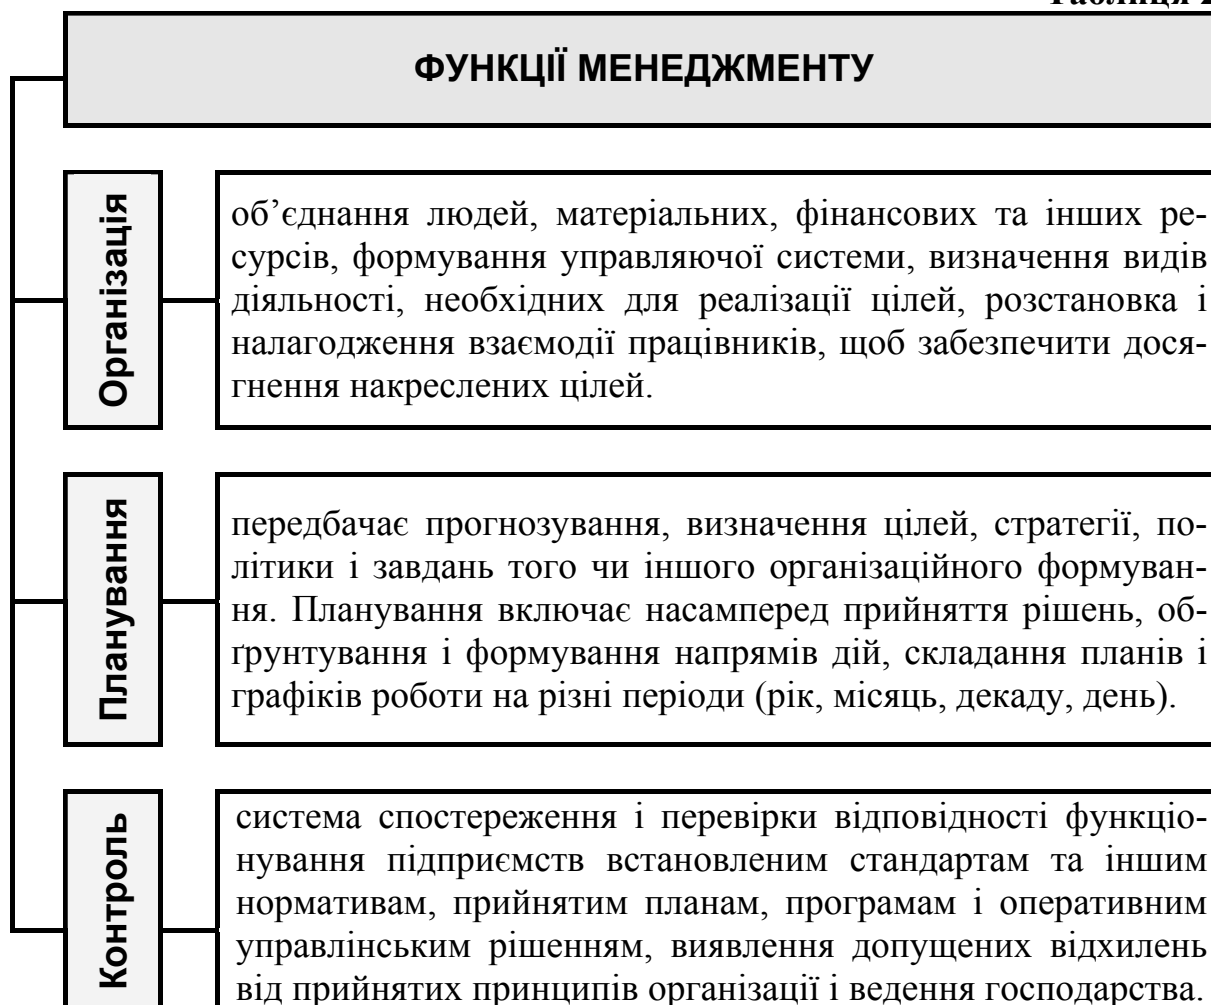 Таблиця 2
ФУНКЦІЇ МЕНЕДЖМЕНТУ
Організація
об’єднання людей, матеріальних, фінансових та інших ре-
сурсів, формування управляючої системи, визначення видів
діяльності, необхідних для реалізації цілей, розстановка і
налагодження взаємодії працівників, щоб забезпечити дося-
гнення накреслених цілей.
Планування
передбачає прогнозування, визначення цілей, стратегії, по-
літики і завдань того чи іншого організаційного формуван-
ня. Планування включає насамперед прийняття рішень, об-
ґрунтування і формування напрямів дій, складання планів і
графіків роботи на різні періоди (рік, місяць, декаду, день).
Контроль
система спостереження і перевірки відповідності функціо-
нування підприємств встановленим стандартам та іншим
нормативам, прийнятим планам, програмам і оперативним
управлінським рішенням, виявлення допущених відхилень
від прийнятих принципів організації і ведення господарства.